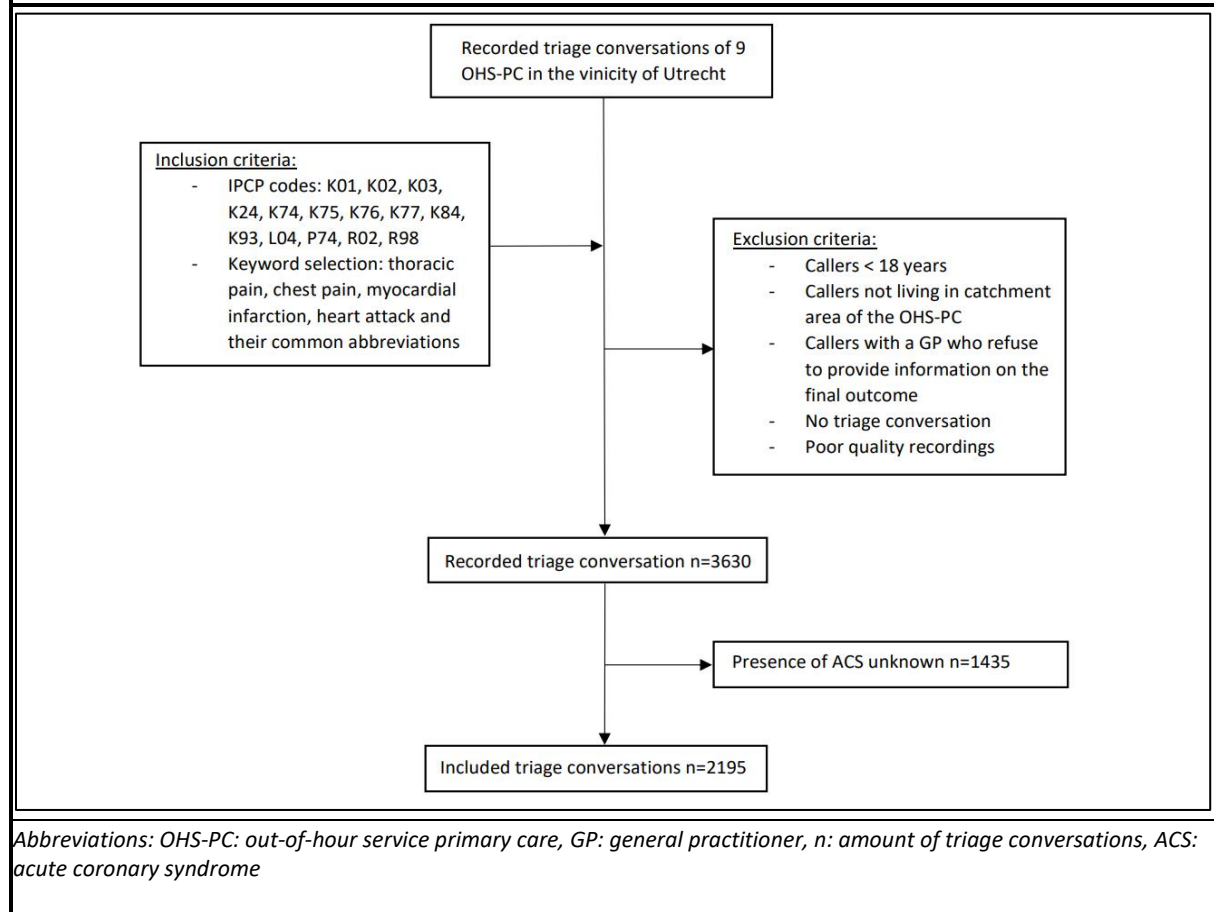 Recorded triage conversations of 9
OHS-PC in the vinicity of Utrecht
Inclusion criteria:
- IPCP codes: K01, K02, K03,
K24, K74, K75, K76, K77, K84,
K93, L04, P74, R02, R98
- Keyword selection: thoracic
pain, chest pain, myocardial
infarction, heart attack and
their common abbreviations
Exclusion criteria:
- Callers < 18 years
- Callers not living in catchment
area of the OHS-PC
- Callers with a GP who refuse
to provide information on the
final outcome
- No triage conversation
- Poor quality recordings
Recorded triage conversation n=3630
Presence of ACS unknown n=1435
Included triage conversations n=2195
Abbreviations: OHS-PC: out-of-hour service primary care, GP: general practitioner, n: amount of triage conversations, ACS:
acute coronary syndrome